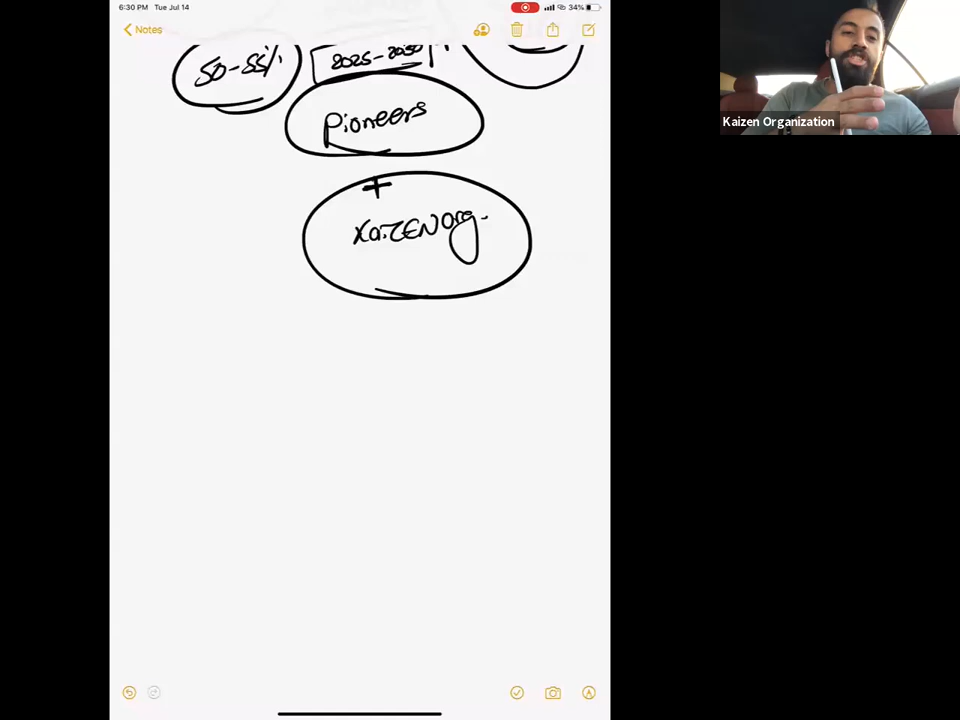 6:30 PM Tue Jul 14
34%
Notes
Kaizen Organization
50-55%
2025-2030
Pioneers
+
KaiZEN org.